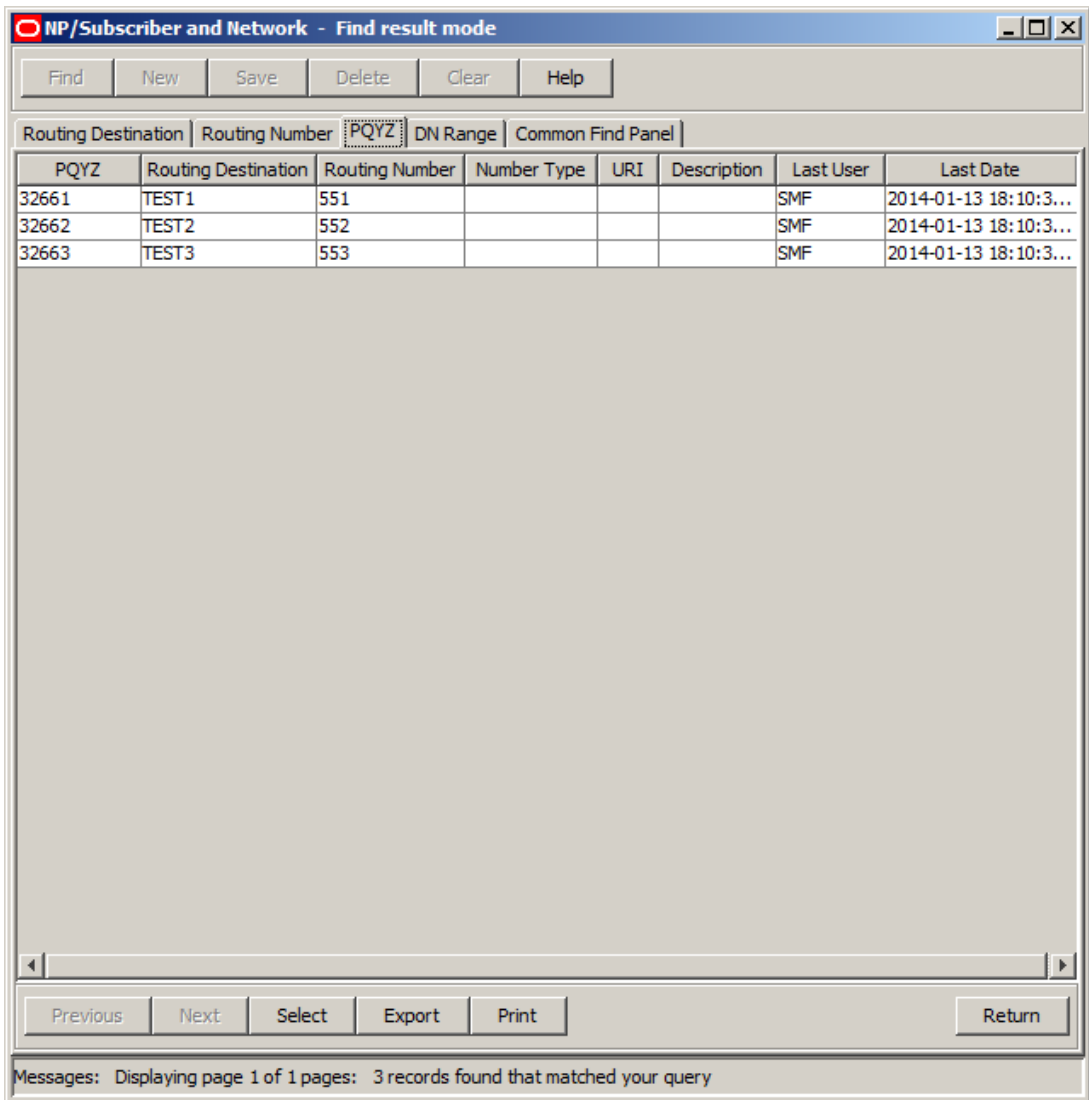 NP/Subscriber and Network - Find result mode
Find New Save Delete Clear Help
Routing Destination Routing Number PQYZ DN Range Common Find Panel
PQYZ Routing Destination Routing Number Number Type URI Description Last User Last Date
32661 TEST1 551 SMF 2014-01-13 18:10:3...
32662 TEST2 552 SMF 2014-01-13 18:10:3...
32663 TEST3 553 SMF 2014-01-13 18:10:3...
Previous Next Select Export Print Return
Messages: Displaying page 1 of 1 pages: 3 records found that matched your query